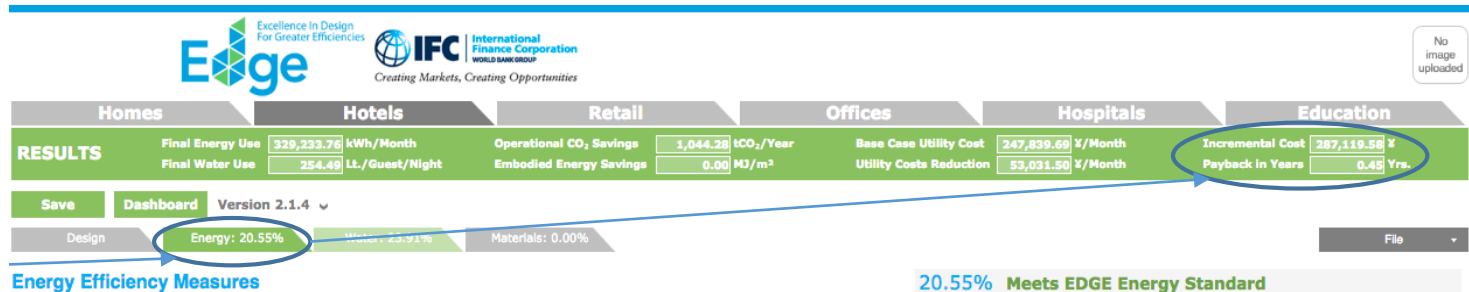 Excellence In Design
For Greater Efficiencies
Edge
IFC International
Finance Corporation
WORLD BANK GROUP
Creating Markets, Creating Opportunities
No
image
uploaded
Homes Hotels Retail Offices Hospitals Education
RESULTS
Final Energy Use 329,233.76 kWh/Month Operational CO₂ Savings 1,044.28 tCO₂/Year Base Case Utility Cost 247,839.69 ¥/Month Incremental Cost 287,119.58 ¥
Final Water Use 254.49 Lt./Guest/Night Embodied Energy Savings 0.00 MJ/m² Utility Costs Reduction 53,031.50 ¥/Month Payback in Years 0.45 Yrs.
Save Dashboard Version 2.1.4
Design Energy: 20.55% Water: 23.91% Materials: 0.00% File
Energy Efficiency Measures 20.55% Meets EDGE Energy Standard